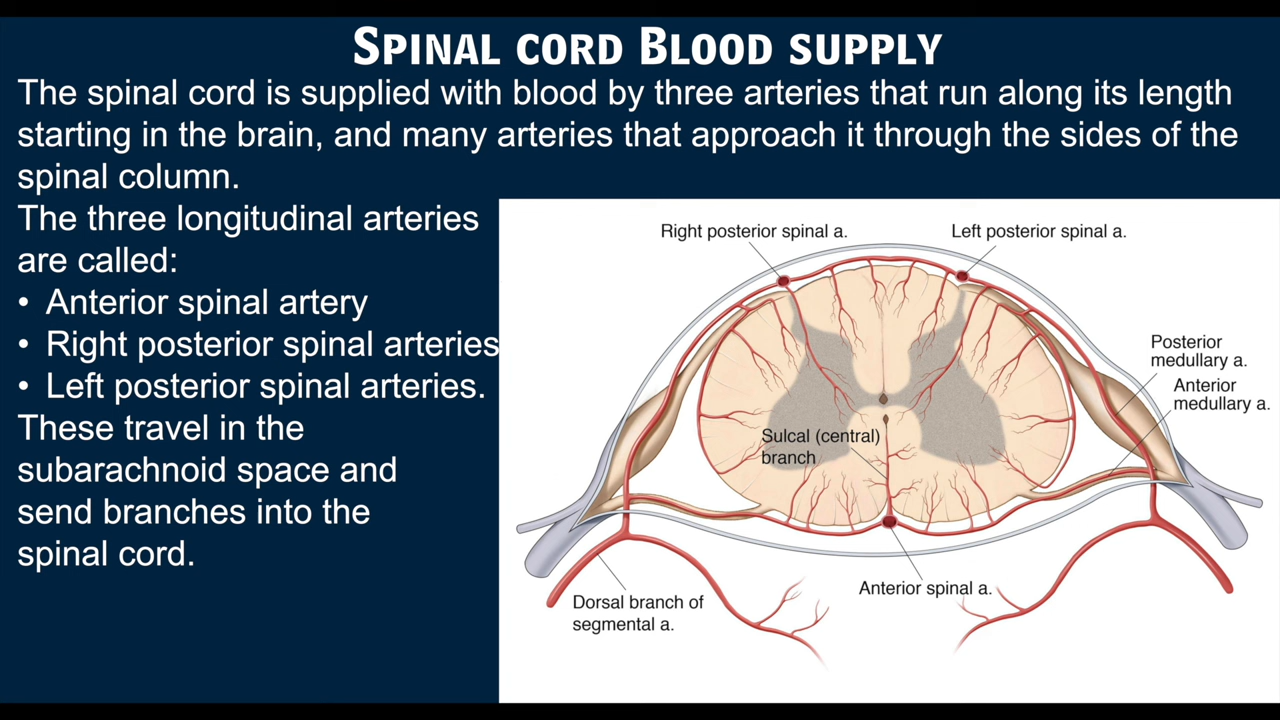 SPINAL CORD BLOOD SUPPLY
The spinal cord is supplied with blood by three arteries that run along its length
starting in the brain, and many arteries that approach it through the sides of the
spinal column.
The three longitudinal arteries
are called:
• Anterior spinal artery
• Right posterior spinal arteries
• Left posterior spinal arteries.
These travel in the
subarachnoid space and
send branches into the
spinal cord.
Right posterior spinal a.
Left posterior spinal a.
Posterior
medullary a.
Anterior
medullary a.
Sulcal (central)
branch
Anterior spinal a.
Dorsal branch of
segmental a.